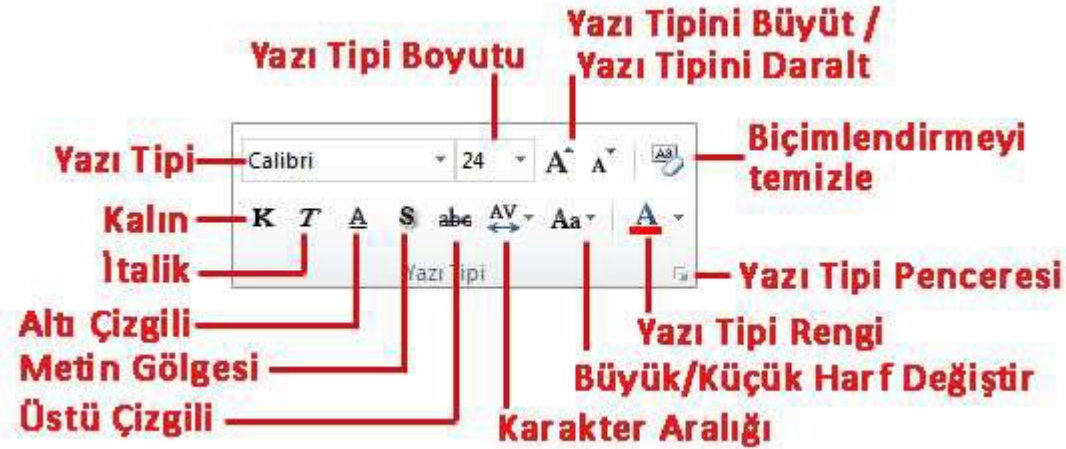 Yazı Tipini Büyüt /
Yazı Tipini Daralt
Yazı Tipi Boyutu
Yazı Tipi
Calibri
24
A A
Aa
Biçimlendirmeyi
temizle
Kalın
K T A S abc AV Aa A
İtalik
Yazı Tipi
Yazı Tipi Penceresi
Altı Çizgili
Yazı Tipi Rengi
Metin Gölgesi
Büyük/Küçük Harf Değiştir
Üstü Çizgili
Karakter Aralığı